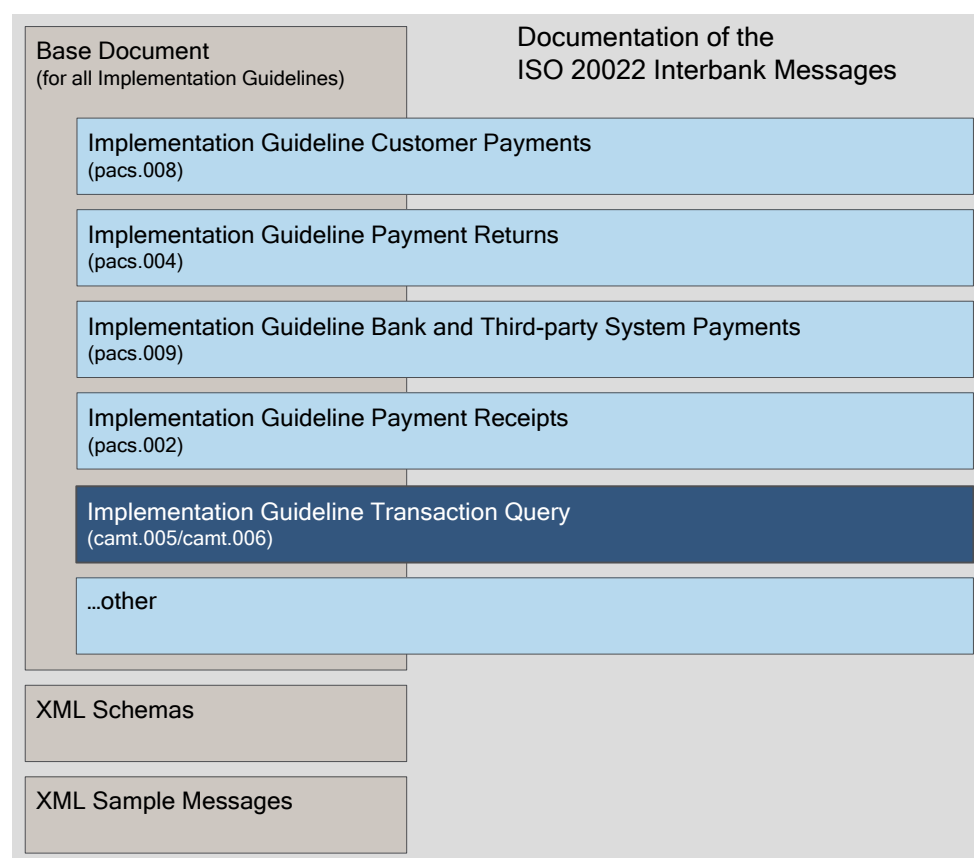 Documentation of the
ISO 20022 Interbank Messages
Base Document
(for all Implementation Guidelines)
Implementation Guideline Customer Payments
(pacs.008)
Implementation Guideline Payment Returns
(pacs.004)
Implementation Guideline Bank and Third-party System Payments
(pacs.009)
Implementation Guideline Payment Receipts
(pacs.002)
Implementation Guideline Transaction Query
(camt.005/camt.006)
…other
XML Schemas
XML Sample Messages